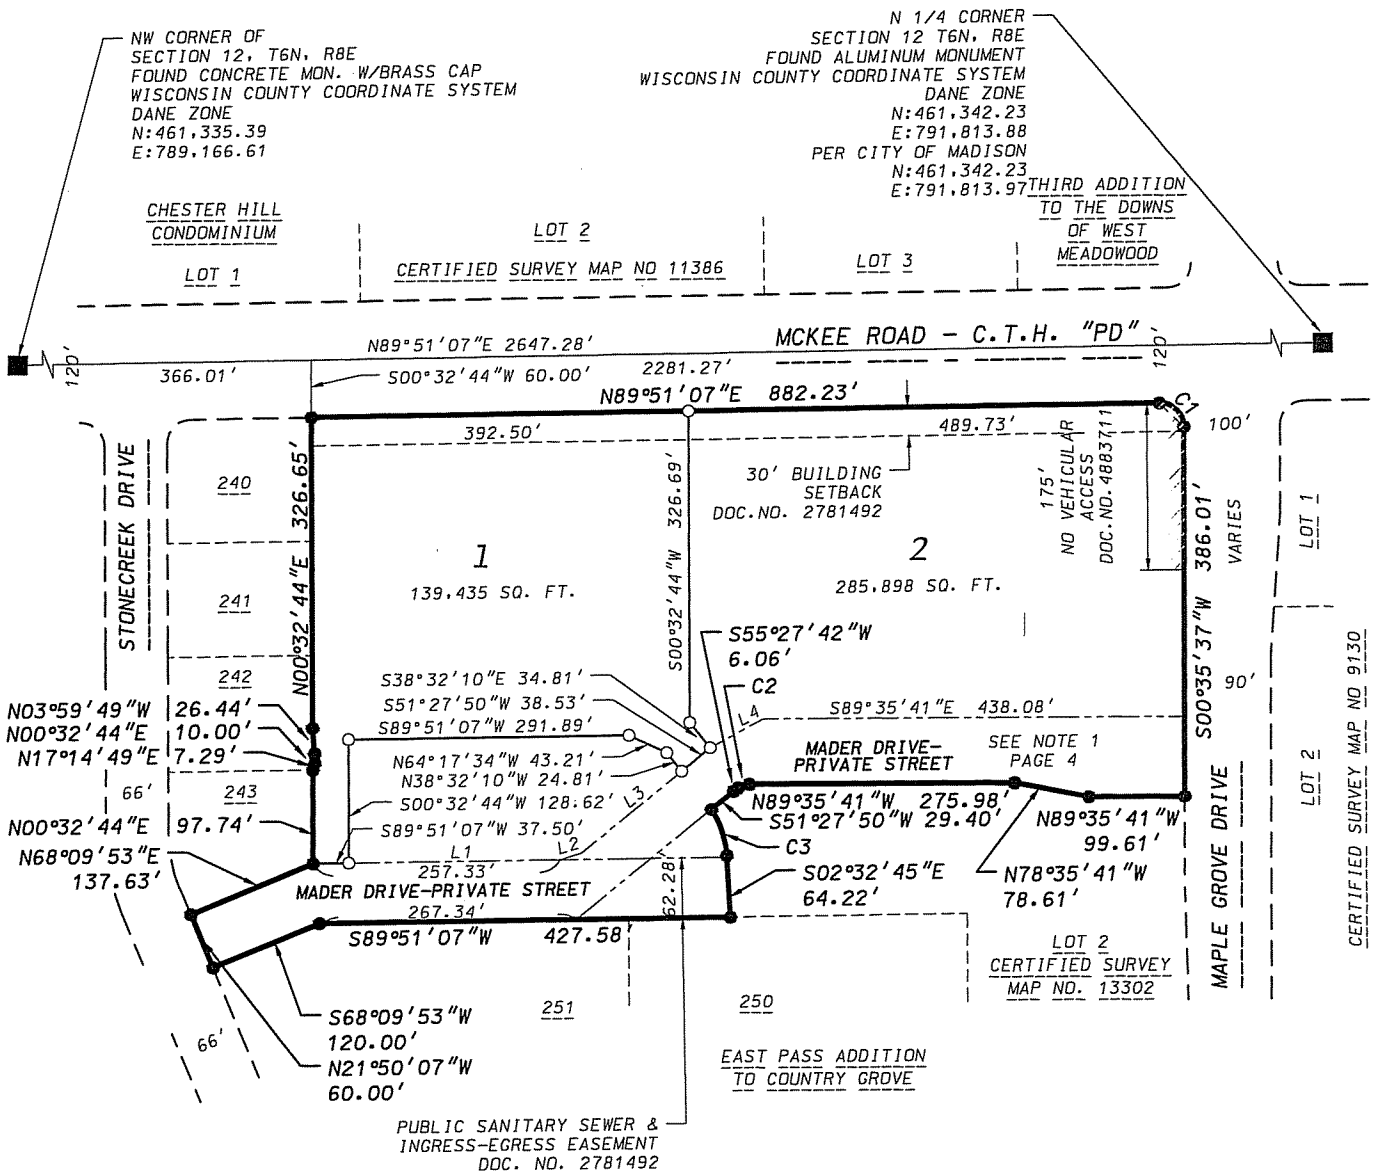 NW CORNER OF
SECTION 12, T6N, R8E
FOUND CONCRETE MON. W/BRASS CAP
WISCONSIN COUNTY COORDINATE SYSTEM
DANE ZONE
N:461,335.39
E:789,166.61
N 1/4 CORNER
SECTION 12 T6N, R8E
FOUND ALUMINUM MONUMENT
WISCONSIN COUNTY COORDINATE SYSTEM
DANE ZONE
N:461,342.23
E:791,813.88
PER CITY OF MADISON
N:461,342.23
E:791,813.97
THIRD ADDITION
TO THE DOWNS
OF WEST
MEADOWOOD
CHESTER HILL
CONDOMINIUM
LOT 1
LOT 2
CERTIFIED SURVEY MAP NO 11386
LOT 3
N89°51'07"E 2647.28'
MCKEE ROAD - C.T.H. "PD"
120'
120'
366.01'
S00°32'44"W 60.00'
2281.27'
N89°51'07"E 882.23'
C1
392.50'
489.73'
100'
STONECREEK DRIVE
240
241
242
243
N00°32'44"E 326.65'
S00°32'44"W 326.69'
30' BUILDING
SETBACK
DOC.NO. 2781492
175'
NO VEHICULAR
ACCESS
DOC.NO.4883711
S00°35'37"W 386.01'
VARIES
LOT 1
1
139,435 SQ. FT.
2
285,898 SQ. FT.
S55°27'42"W
6.06'
C2
S38°32'10"E 34.81'
S51°27'50"W 38.53'
S89°51'07"W 291.89'
N64°17'34"W 43.21'
N38°32'10"W 24.81'
S00°32'44"W 128.62'
S89°51'07"W 37.50'
N03°59'49"W 26.44'
N00°32'44"E 10.00'
N17°14'49"E 7.29'
66'
N00°32'44"E 97.74'
N68°09'53"E
137.63'
L4
S89°35'41"E 438.08'
90'
MADER DRIVE-
PRIVATE STREET
SEE NOTE 1
PAGE 4
L3
L2
L1
257.33'
N89°35'41"W 275.98'
S51°27'50"W 29.40'
C3
N89°35'41"W
99.61'
N78°35'41"W
78.61'
S02°32'45"E
64.22'
62.28'
MADER DRIVE-PRIVATE STREET
267.34'
S89°51'07"W 427.58'
MAPLE GROVE DRIVE
LOT 2
CERTIFIED SURVEY MAP NO 9130
LOT 2
CERTIFIED SURVEY
MAP NO. 13302
251
250
S68°09'53"W
120.00'
N21°50'07"W
60.00'
66'
EAST PASS ADDITION
TO COUNTRY GROVE
PUBLIC SANITARY SEWER &
INGRESS-EGRESS EASEMENT
DOC. NO. 2781492